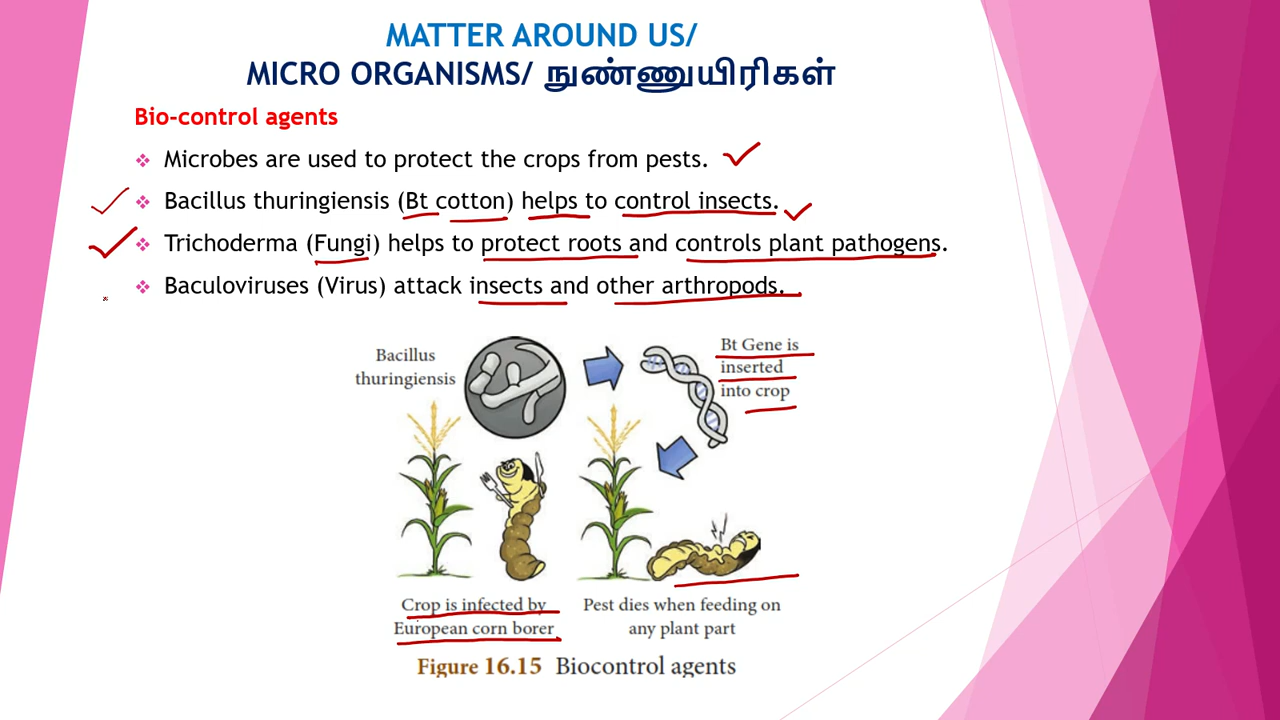 MATTER AROUND US/
MICRO ORGANISMS/ நுண்ணுயிரிகள்
Bio-control agents
Microbes are used to protect the crops from pests.
Bacillus thuringiensis (Bt cotton) helps to control insects.
Trichoderma (Fungi) helps to protect roots and controls plant pathogens.
Baculoviruses (Virus) attack insects and other arthropods.
Bacillus
thuringiensis
Bt Gene is
inserted
into crop
Crop is infected by
European corn borer
Pest dies when feeding on
any plant part
Figure 16.15 Biocontrol agents